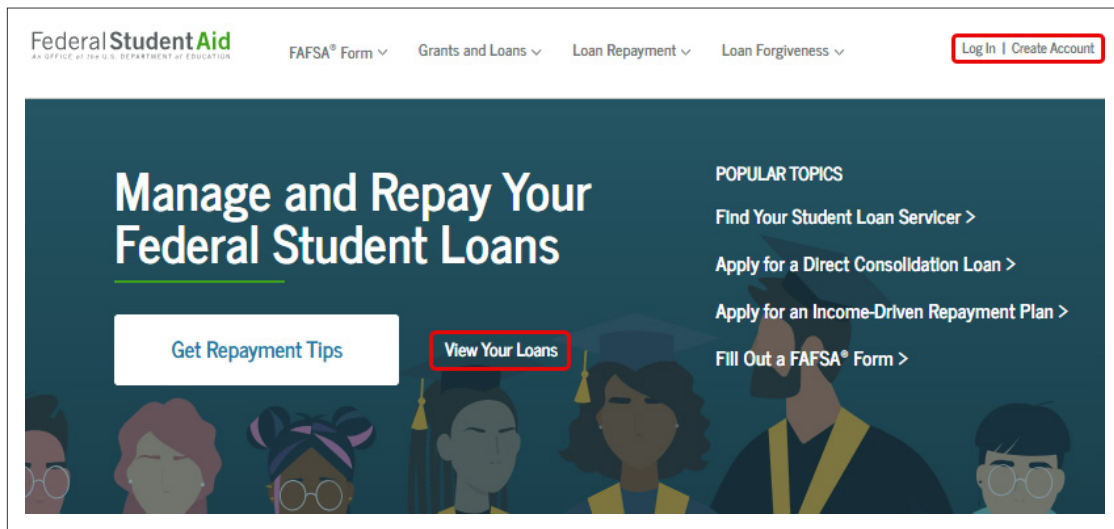 Federal Student Aid
An OFFICE of the U.S. DEPARTMENT of EDUCATION
FAFSA® Form
Grants and Loans
Loan Repayment
Loan Forgiveness
Log In | Create Account
Manage and Repay Your
Federal Student Loans
Get Repayment Tips
View Your Loans
POPULAR TOPICS
Find Your Student Loan Servicer >
Apply for a Direct Consolidation Loan >
Apply for an Income-Driven Repayment Plan >
Fill Out a FAFSA® Form >